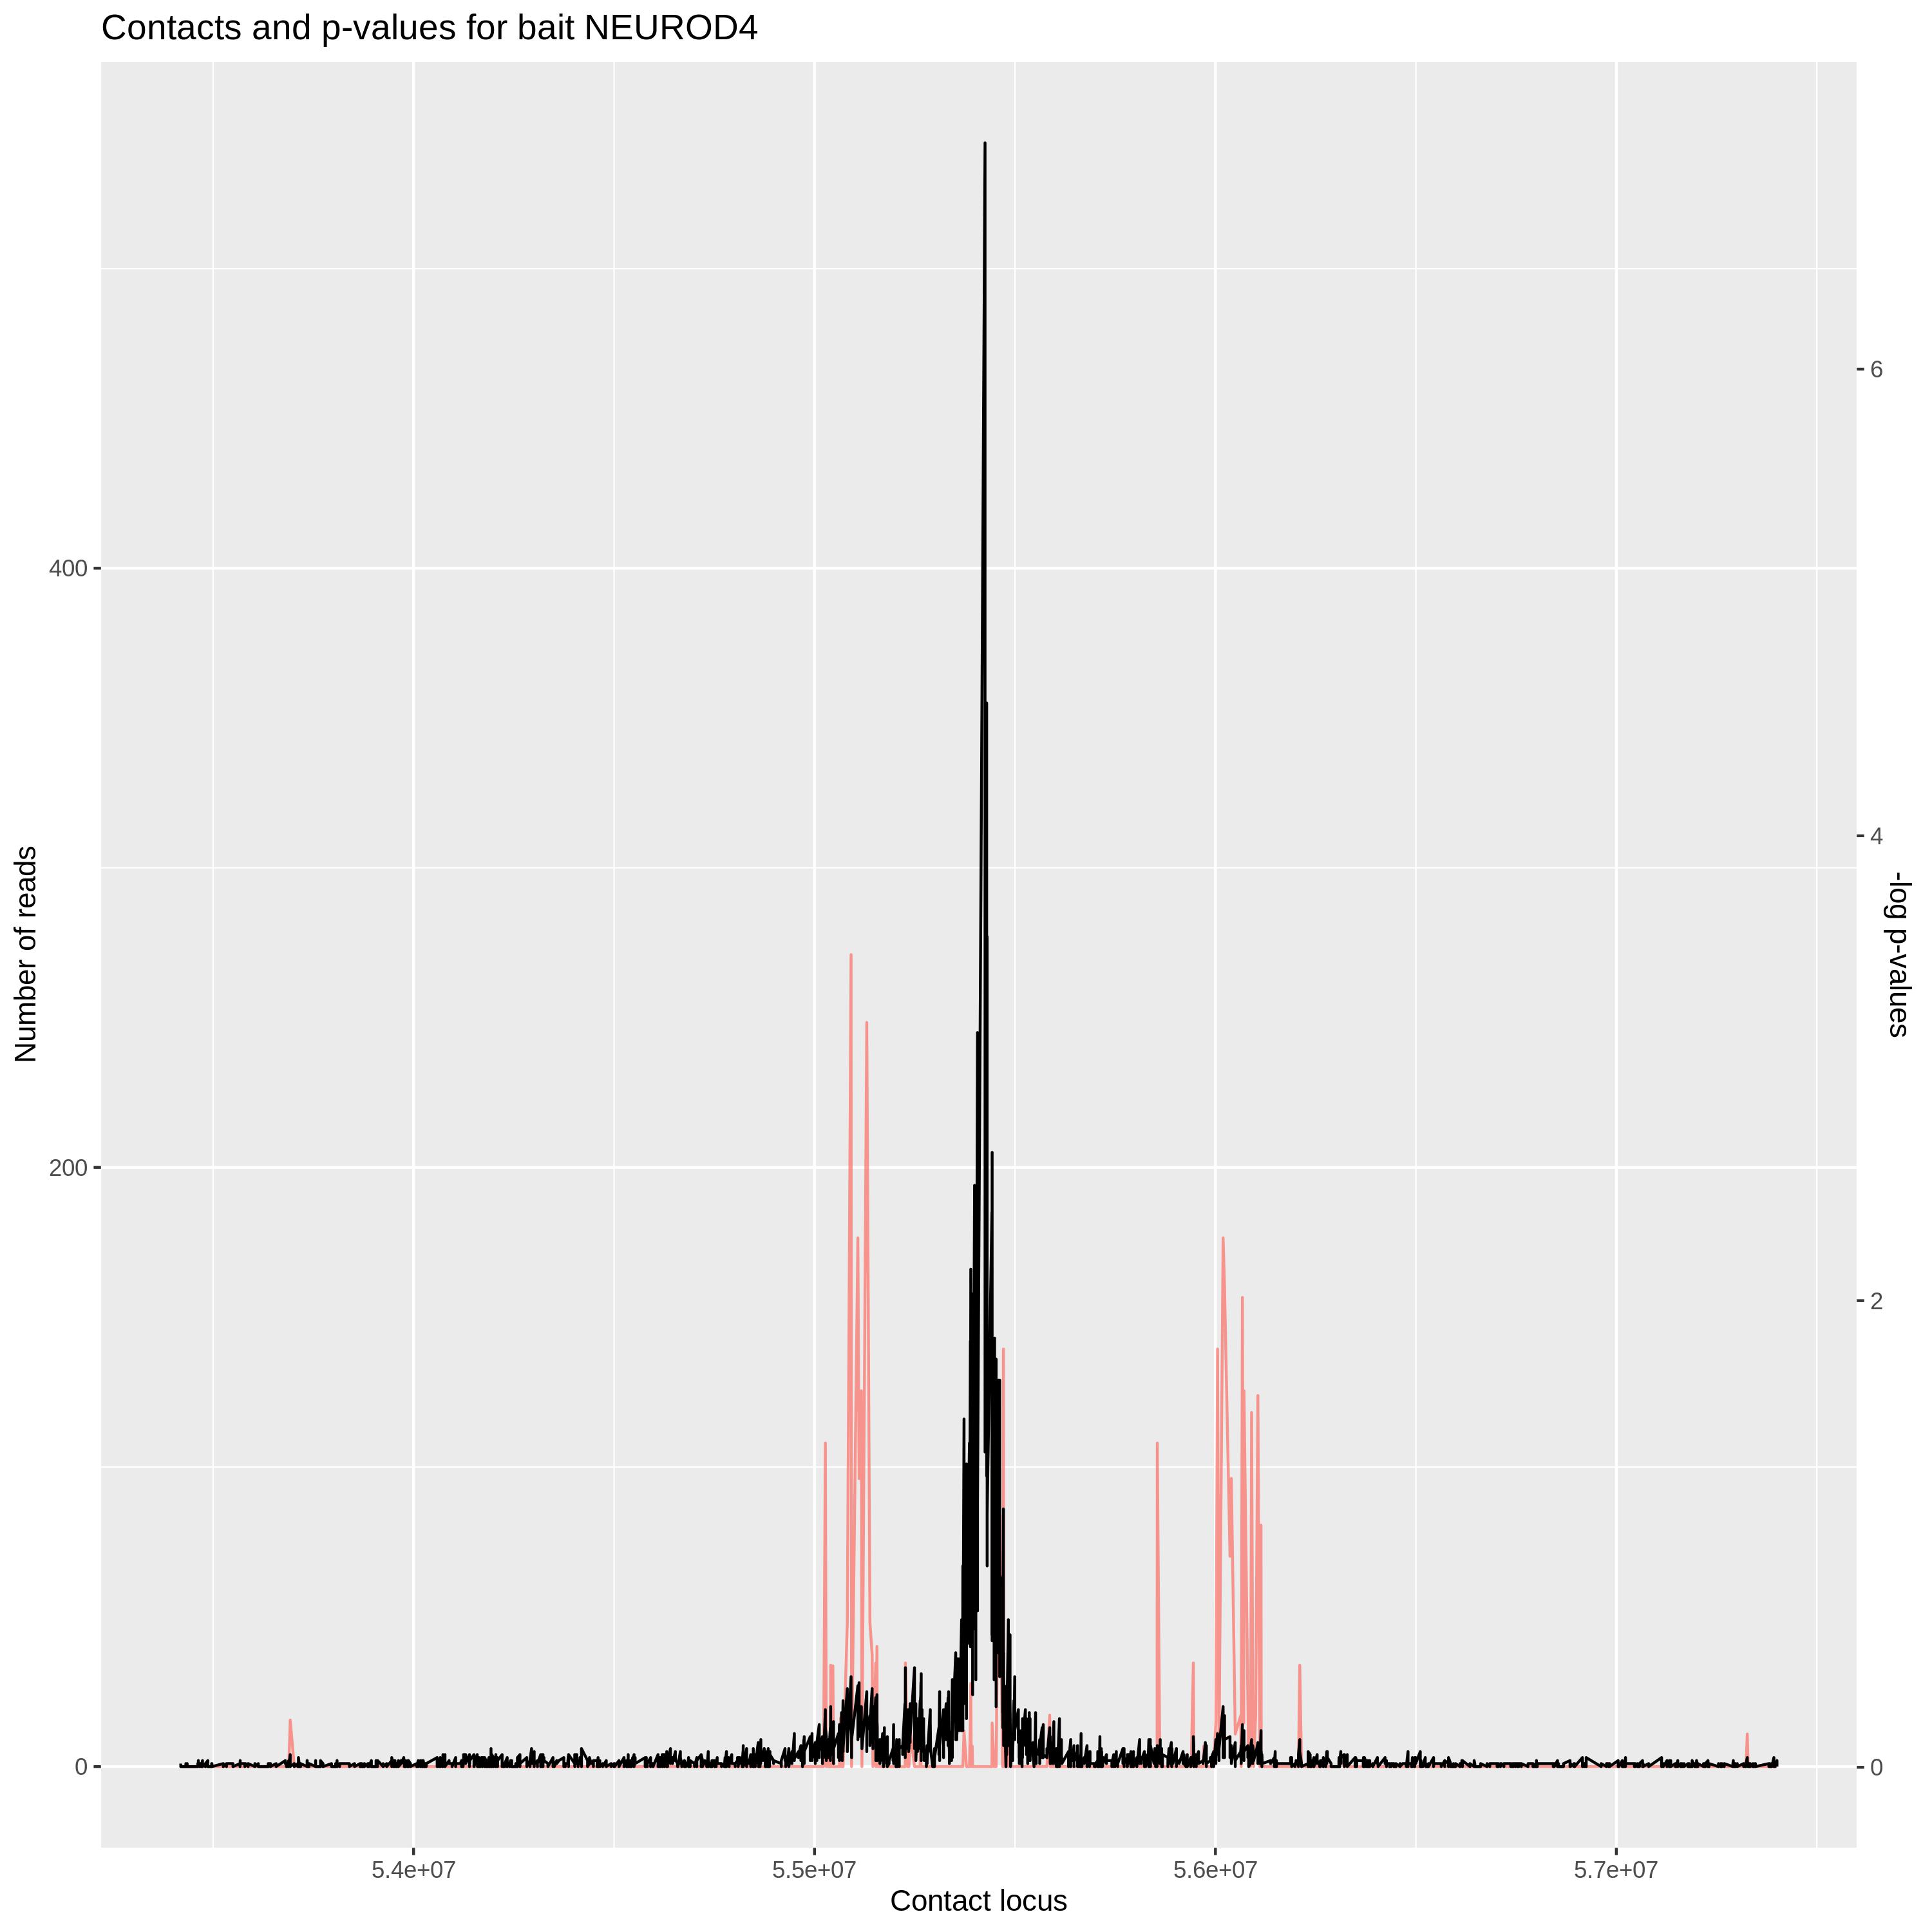 Contacts and p-values for bait NEUROD4
Number of reads
400
200
0
6
4
2
0
-log p-values
5.4e+07
5.5e+07
5.6e+07
5.7e+07
Contact locus